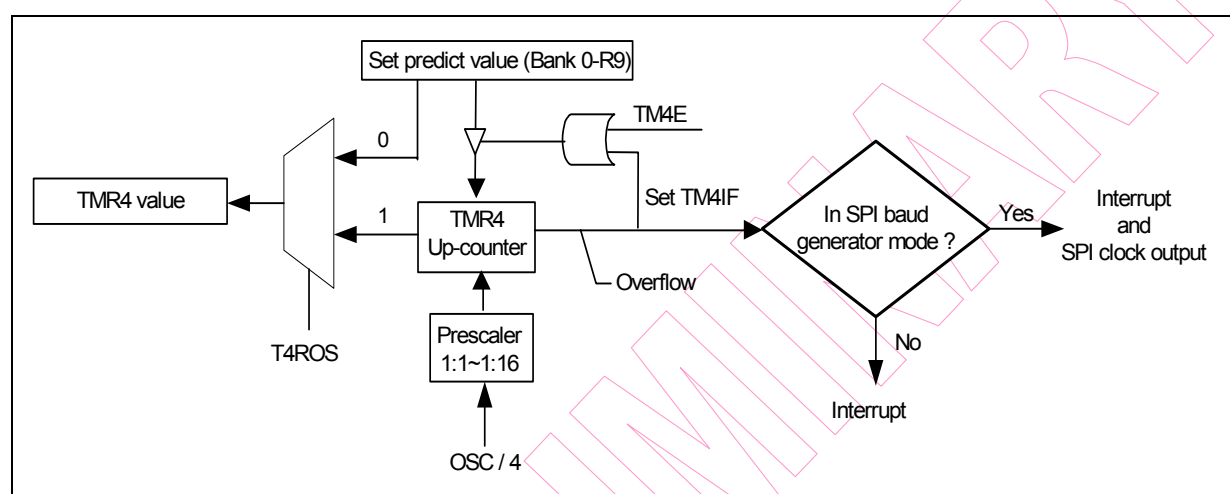 Set predict value (Bank 0-R9)
0
TM4E
TMR4 value
1
TMR4
Up-counter
Set TM4IF
In SPI baud
generator mode ?
Yes
Interrupt
and
SPI clock output
Overflow
T4ROS
Prescaler
1:1~1:16
No
Interrupt
OSC / 4